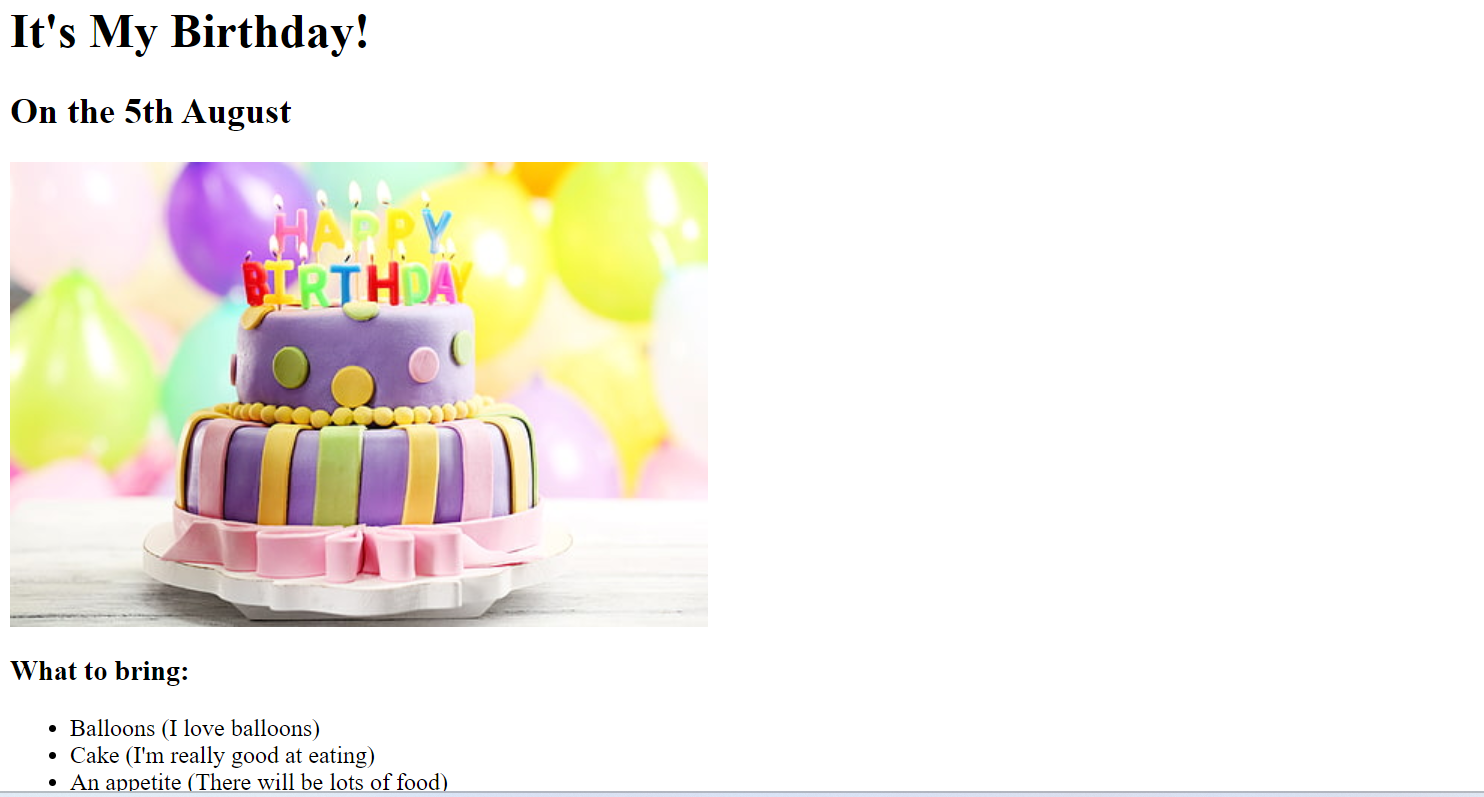 It's My Birthday!
On the 5th August
HAPPY
BIRTHDAY
What to bring:
Balloons (I love balloons)
Cake (I'm really good at eating)
An appetite (There will be lots of food)